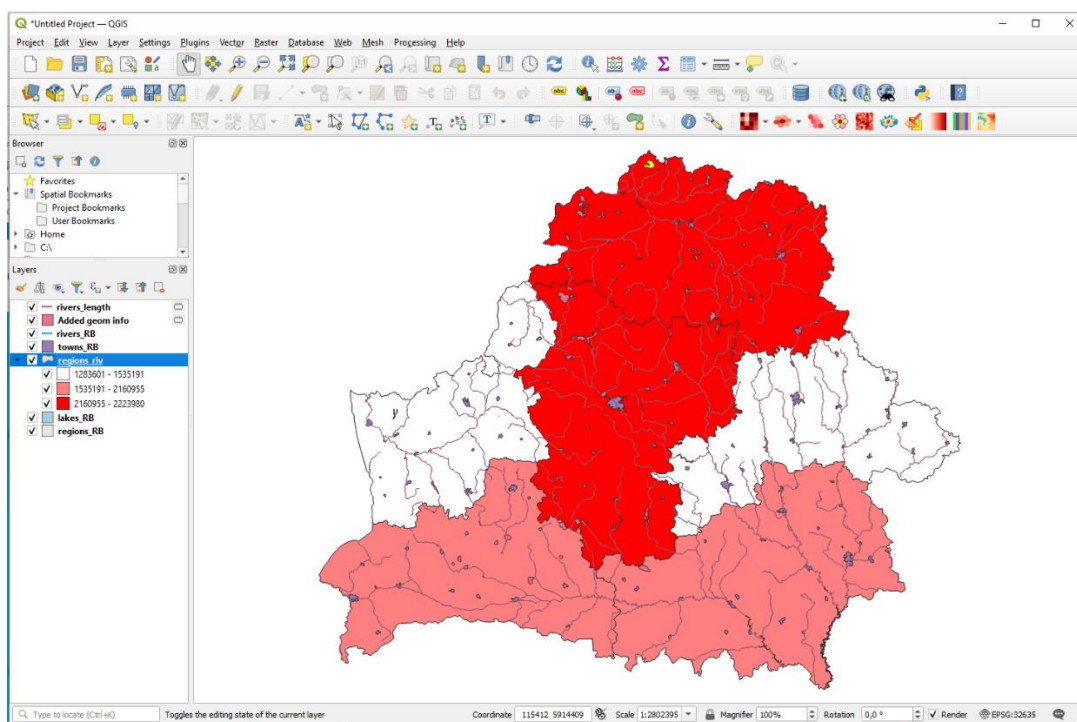 *Untitled Project — QGIS
Project Edit View Layer Settings Plugins Vector Raster Database Web Mesh Processing Help
Browser
Favorites
Spatial Bookmarks
Project Bookmarks
User Bookmarks
Home
C:\
Layers
rivers_length
Added geom info
rivers_RB
towns_RB
regions_riv
1283601 - 1535191
1535191 - 2160955
2160955 - 2223980
lakes_RB
regions_RB
Type to locate (Ctrl+K) Toggles the editing state of the current layer Coordinate 115412 5914409 Scale 1:2802395 Magnifier 100% Rotation 0,0 ° Render EPSG:32635